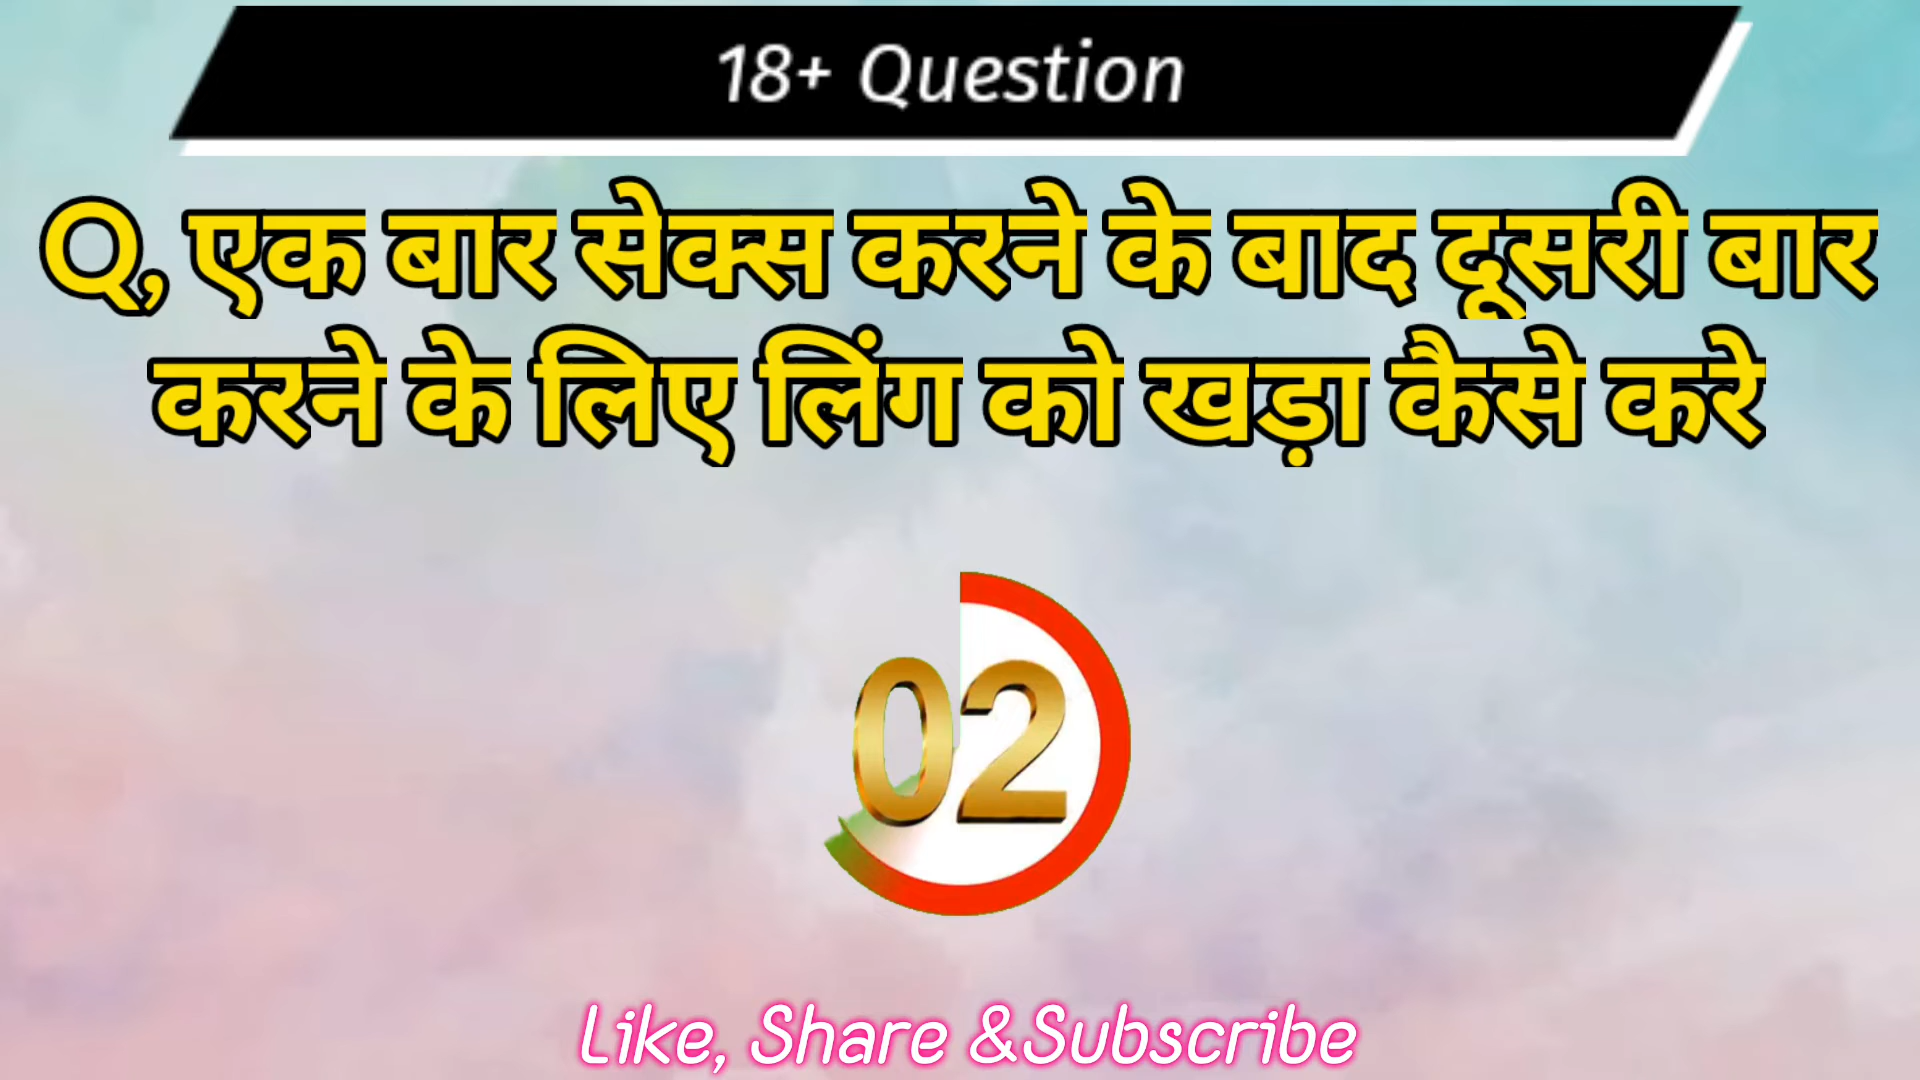 18+ Question
Q, एक बार सेक्स करने के बाद दूसरी बार
करने के लिए लिंग को खड़ा कैसे करे
02
Like, Share &Subscribe